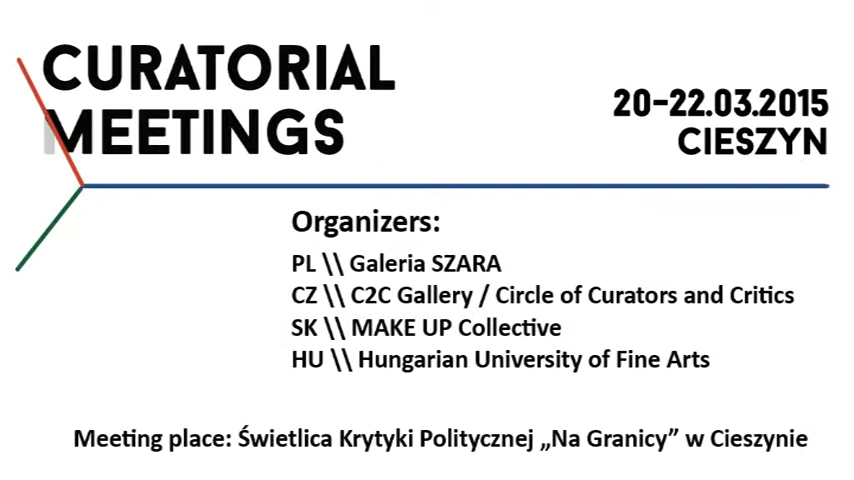 CURATORIAL
MEETINGS
20-22.03.2015
CIESZYN
Organizers:
PL \\ Galeria SZARA
CZ \\ C2C Gallery / Circle of Curators and Critics
SK \\ MAKE UP Collective
HU \\ Hungarian University of Fine Arts
Meeting place: Świetlica Krytyki Politycznej „Na Granicy” w Cieszynie